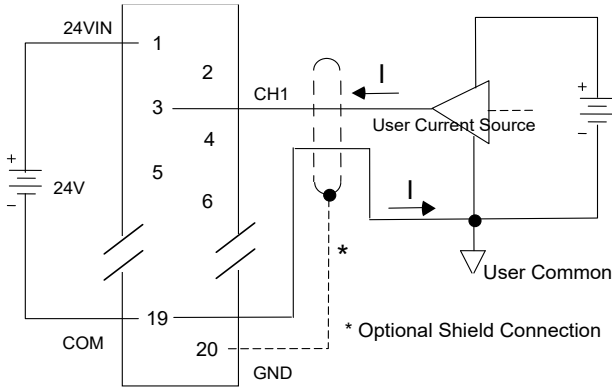 24VIN
1
2
I
+
3
CH1
User Current Source
+
−
4
5
+
24V
−
6
I
*
User Common
19
COM
* Optional Shield Connection
20
GND